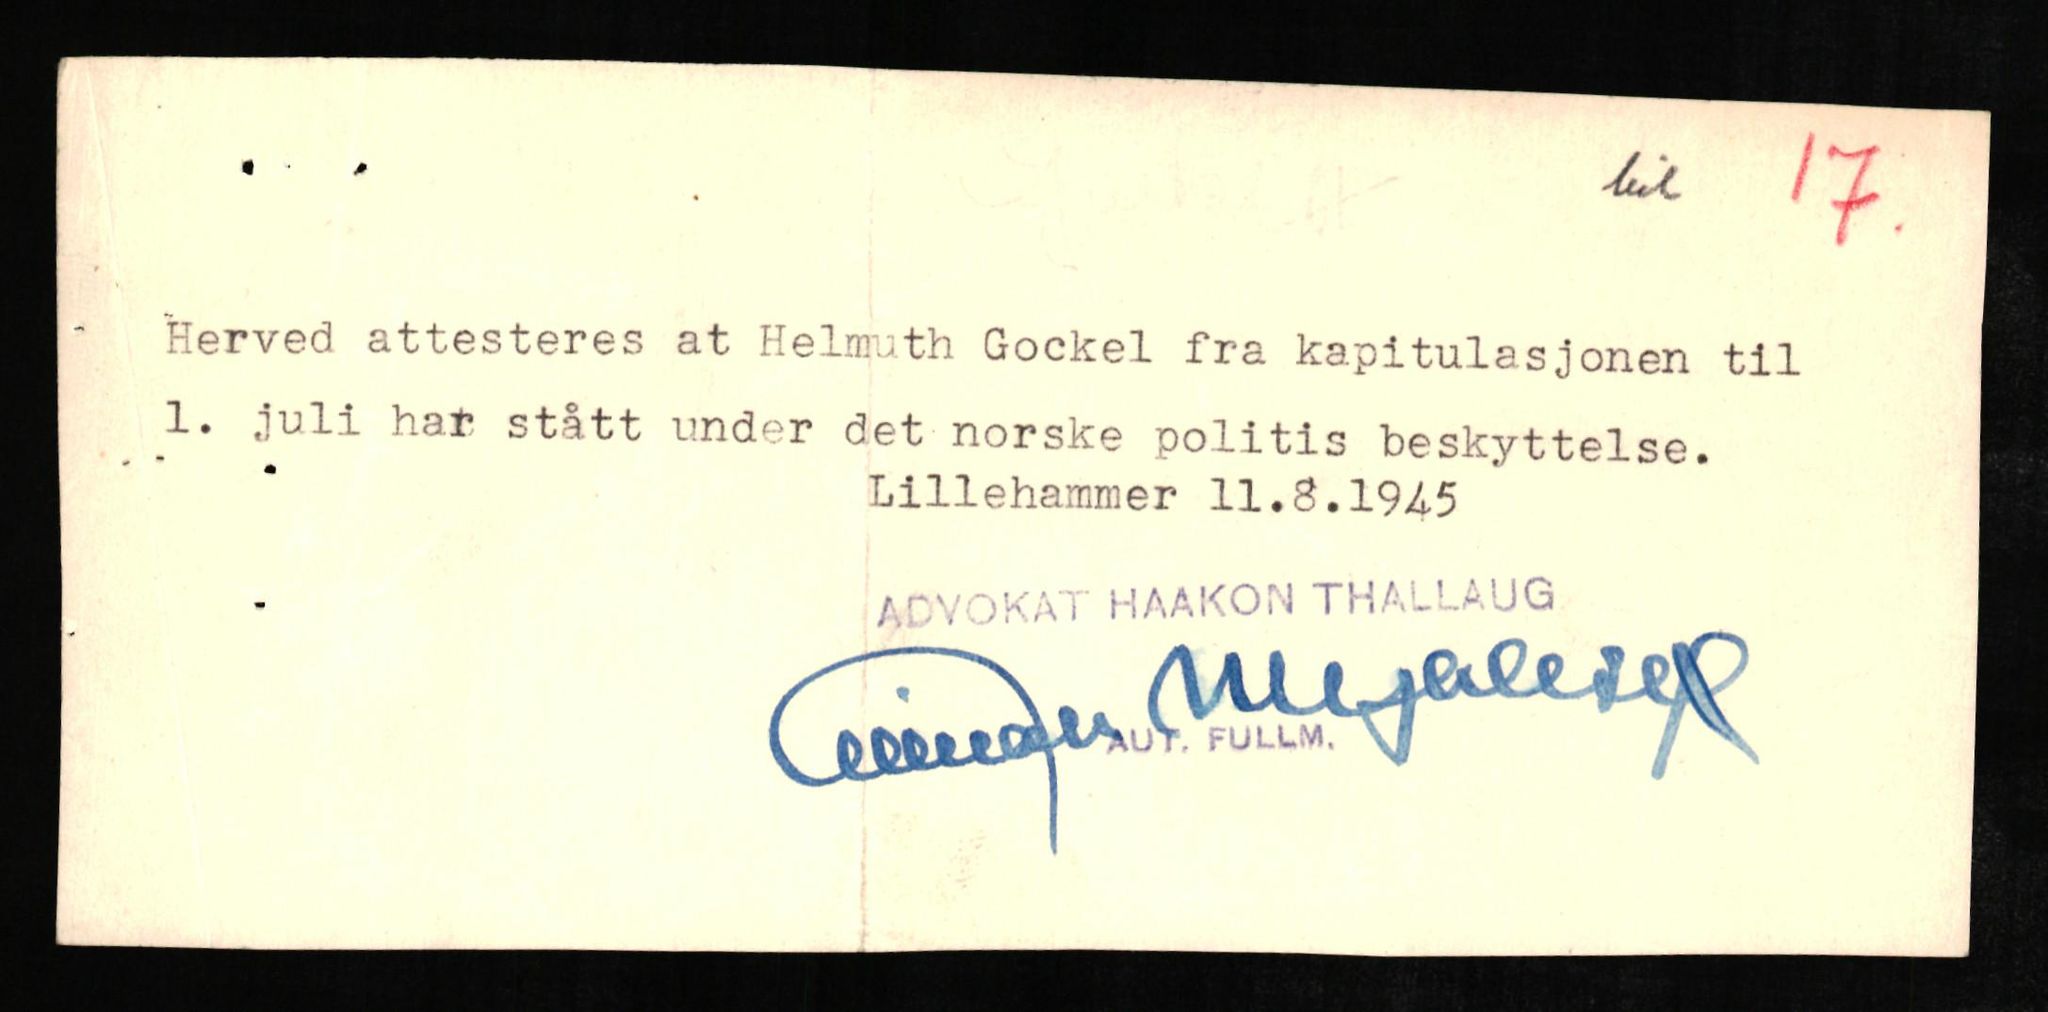 17.
Herved attesteres at Helmuth Gockel fra kapitulasjonen til
1. juli har stått under det norske politis beskyttelse.
Lillehammer 11.8.1945
ADVOKAT HAAKON THALLAUG
AUT. FULLM.